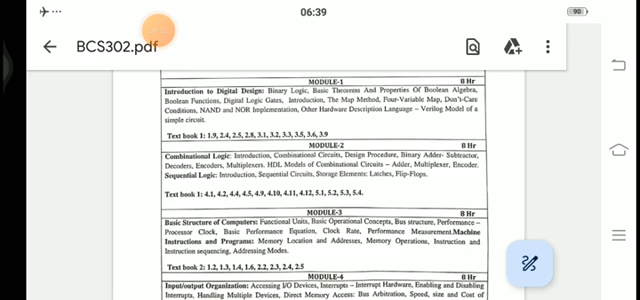 06:39
90
BCS302.pdf
MODULE-1 8 Hr
Introduction to Digital Design: Binary Logic, Basic Theorems And Properties Of Boolean Algebra,
Boolean Functions, Digital Logic Gates, Introduction, The Map Method, Four-Variable Map, Don't-Care
Conditions, NAND and NOR Implementation, Other Hardware Description Language – Verilog Model of a
simple circuit.
Text book 1: 1.9, 2.4, 2.5, 2.8, 3.1, 3.2, 3.3, 3.5, 3.6, 3.9
MODULE-2 8 Hr
Combinational Logic: Introduction, Combinational Circuits, Design Procedure, Binary Adder- Subtractor,
Decoders, Encoders, Multiplexers. HDL Models of Combinational Circuits – Adder, Multiplexer, Encoder.
Sequential Logic: Introduction, Sequential Circuits, Storage Elements: Latches, Flip-Flops.
Text book 1: 4.1, 4.2, 4.4, 4.5, 4.9, 4.10, 4.11, 4.12, 5.1, 5.2, 5.3, 5.4.
MODULE-3 8 Hr
Basic Structure of Computers: Functional Units, Basic Operational Concepts, Bus structure, Performance –
Processor Clock, Basic Performance Equation, Clock Rate, Performance Measurement. Machine
Instructions and Programs: Memory Location and Addresses, Memory Operations, Instruction and
Instruction sequencing, Addressing Modes.
Text book 2: 1.2, 1.3, 1.4, 1.6, 2.2, 2.3, 2.4, 2.5
MODULE-4 8 Hr
Input/output Organization: Accessing I/O Devices, Interrupts – Interrupt Hardware, Enabling and Disabling
Interrupts, Handling Multiple Devices, Direct Memory Access: Bus Arbitration, Speed, size and Cost of